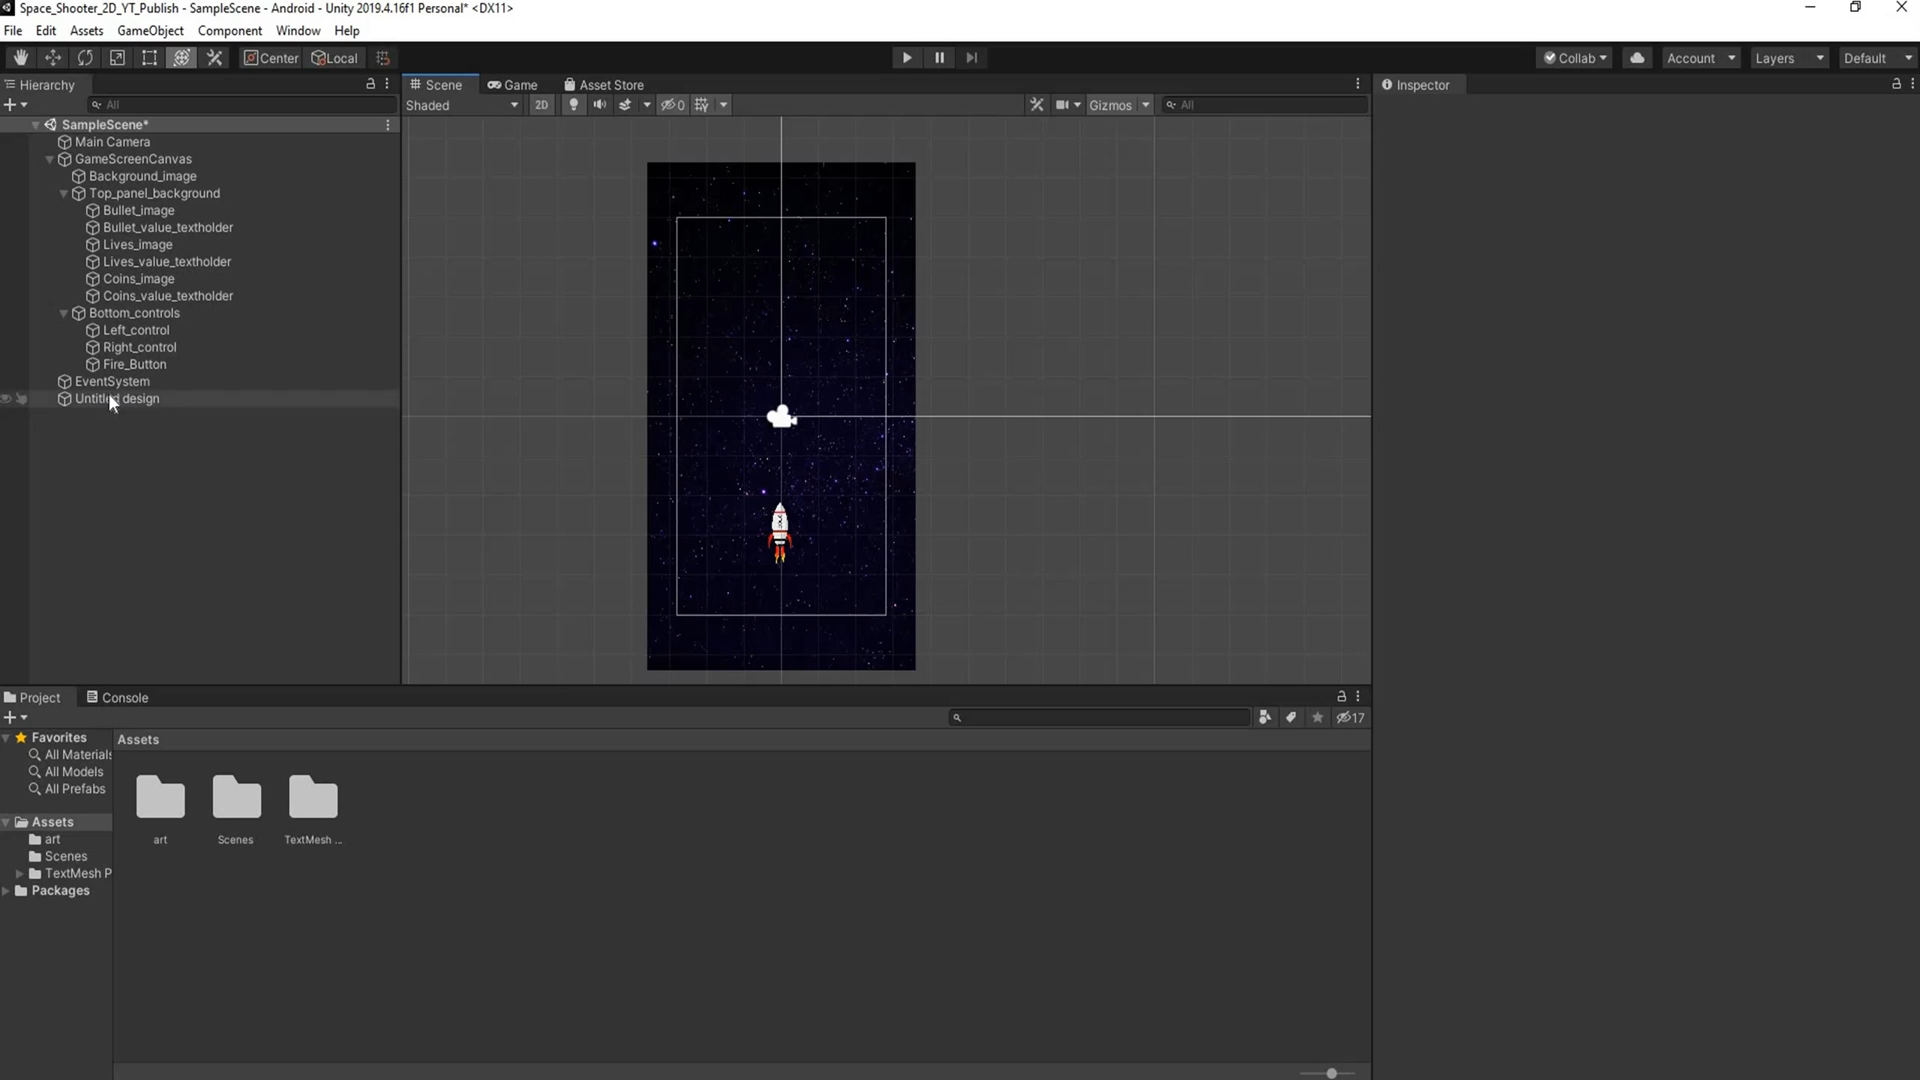 Space_Shooter_2D_YT_Publish - SampleScene - Android - Unity 2019.4.16f1 Personal* <DX11>
File Edit Assets GameObject Component Window Help
Center Local Collab Account Layers Default
Hierarchy
All
SampleScene*
Main Camera
GameScreenCanvas
Background_image
Top_panel_background
Bullet_image
Bullet_value_textholder
Lives_image
Lives_value_textholder
Coins_image
Coins_value_textholder
Bottom_controls
Left_control
Right_control
Fire_Button
EventSystem
Untitled design
Scene Game Asset Store
Shaded 2D 0 Gizmos All
Inspector
Project Console
17
Favorites
All Materials
All Models
All Prefabs
Assets
art
Scenes
TextMesh P
Packages
Assets
art Scenes TextMesh ...